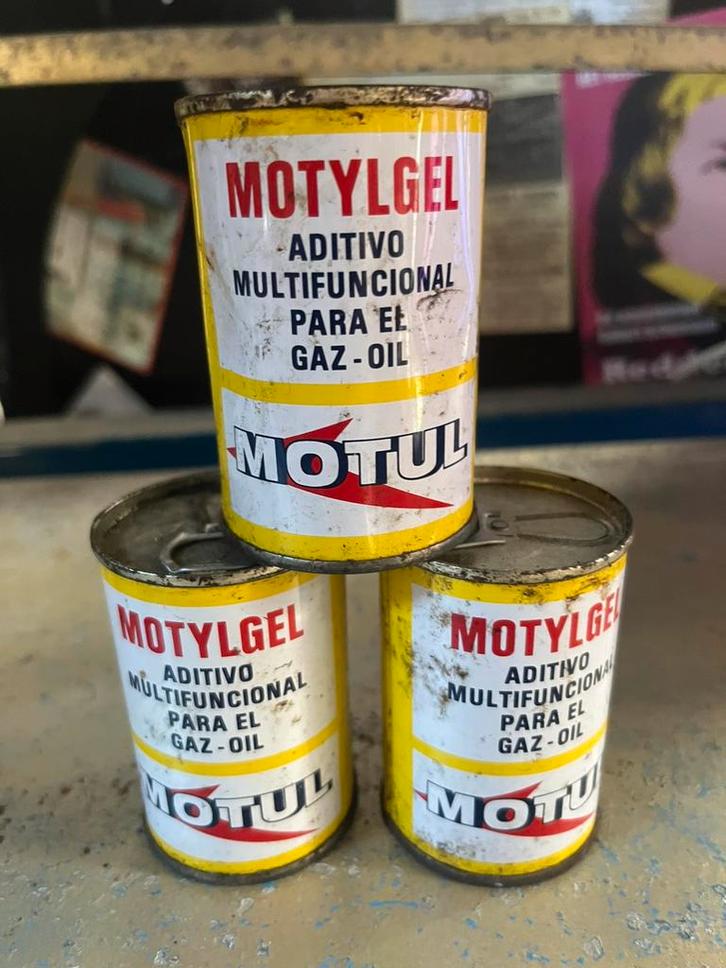 MOTYLGEL
ADITIVO
MULTIFUNCIONAL
PARA EL
GAZ-OIL
MOTUL
MOTYLGEL
ADITIVO
MULTIFUNCIONAL
PARA EL
GAZ-OIL
MOTUL
MOTYLGEL
ADITIVO
MULTIFUNCIONAL
PARA EL
GAZ-OIL
MOTU